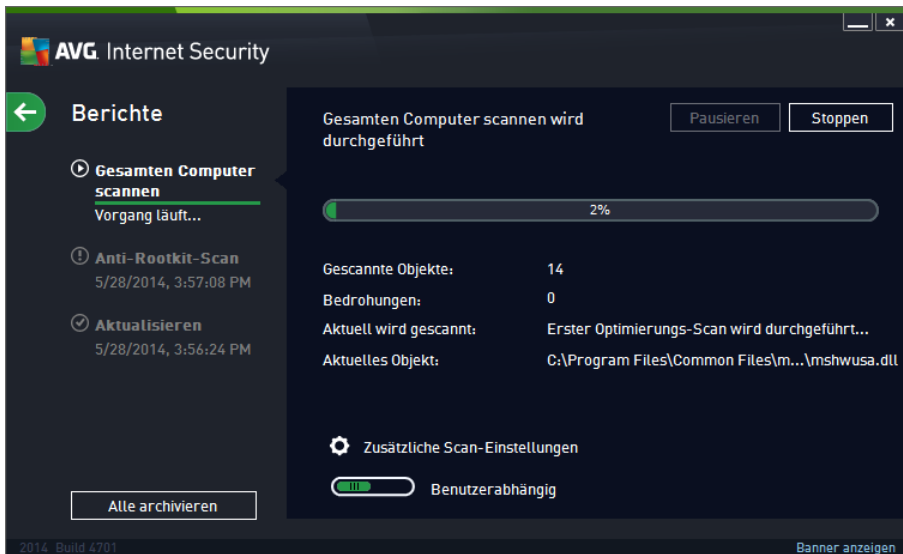 AVG. Internet Security
Berichte
Gesamten Computer scannen
Vorgang läuft...
Anti-Rootkit-Scan
5/28/2014, 3:57:08 PM
Aktualisieren
5/28/2014, 3:56:24 PM
Alle archivieren
Gesamten Computer scannen wird
durchgeführt
Pausieren
Stoppen
2%
Gescannte Objekte: 14
Bedrohungen: 0
Aktuell wird gescannt: Erster Optimierungs-Scan wird durchgeführt...
Aktuelles Objekt: C:\Program Files\Common Files\m...\mshwusa.dll
Zusätzliche Scan-Einstellungen
Benutzerabhängig
2014 Build 4701
Banner anzeigen